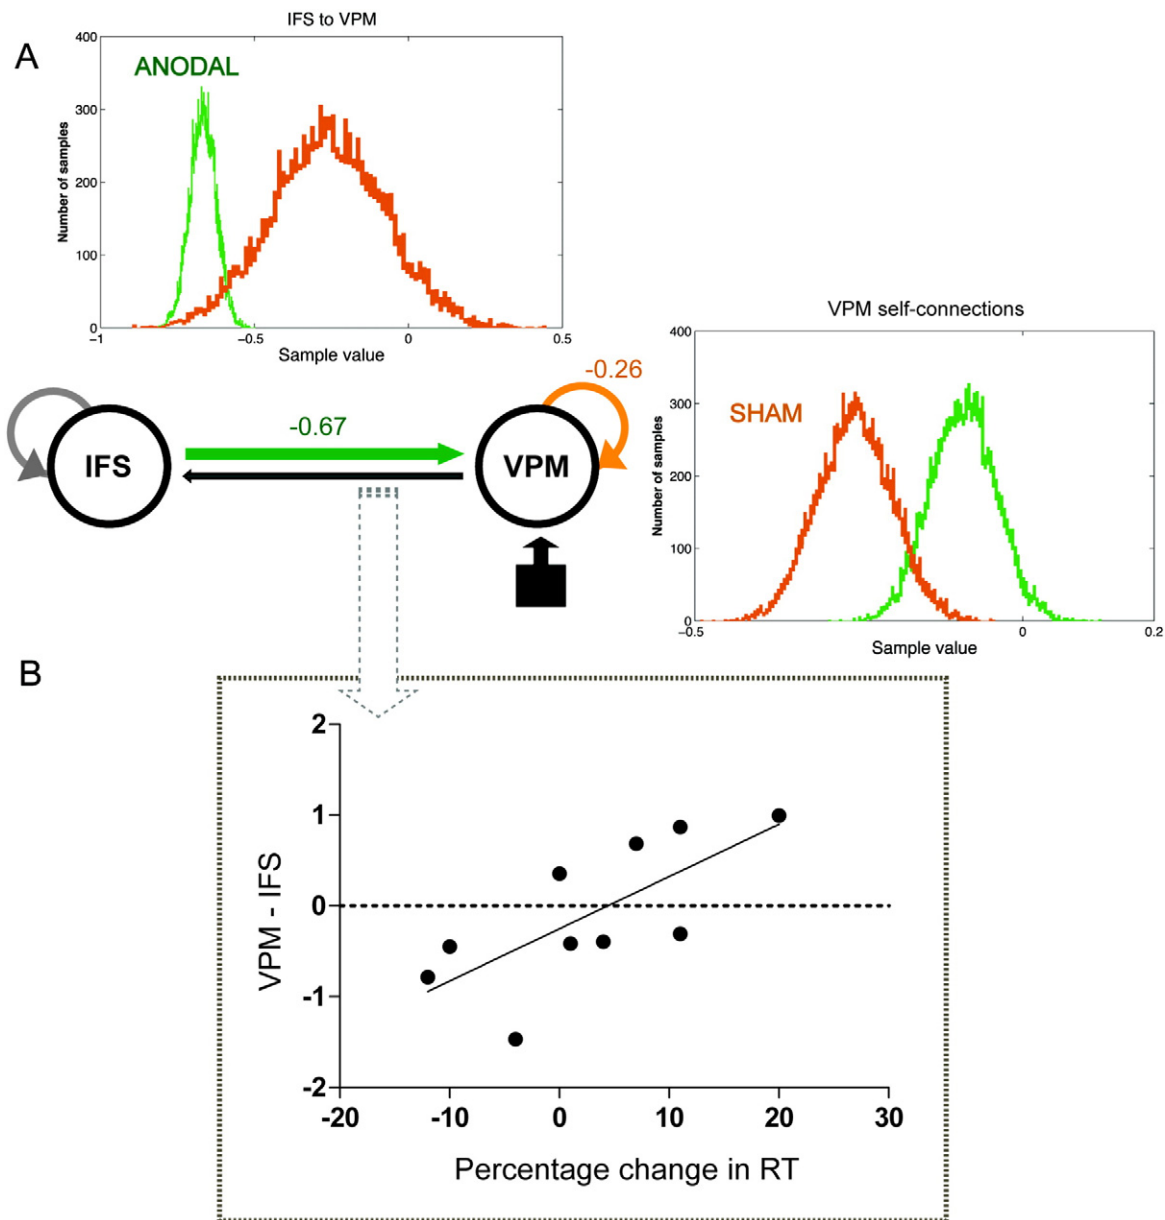 A
IFS to VPM
ANODAL
400
300
200
100
0
Number of samples
-1
-0.5
0
0.5
Sample value
VPM self-connections
SHAM
400
300
200
100
0
Number of samples
-0.5
0
0.2
Sample value
-0.26
-0.67
IFS
VPM
B
2
1
0
-1
-2
VPM - IFS
-20
-10
0
10
20
30
Percentage change in RT